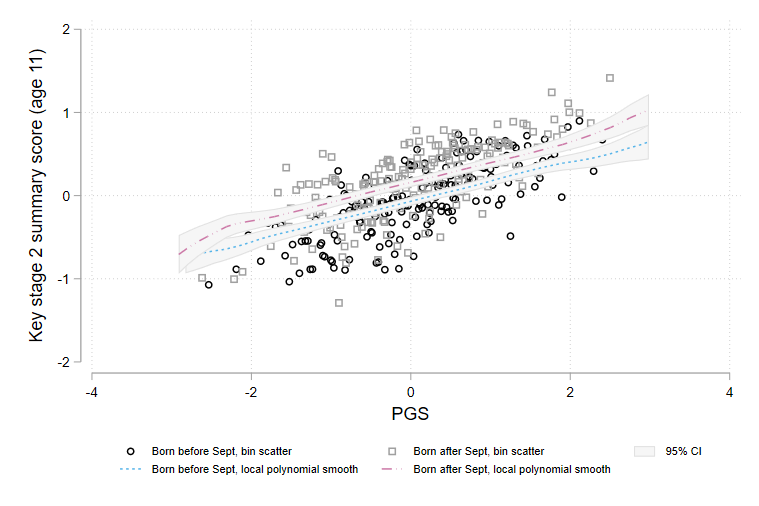 Key stage 2 summary score (age 11)
2
1
0
-1
-2
-4
-2
0
2
4
PGS
Born before Sept, bin scatter
Born after Sept, bin scatter
95% CI
Born before Sept, local polynomial smooth
Born after Sept, local polynomial smooth